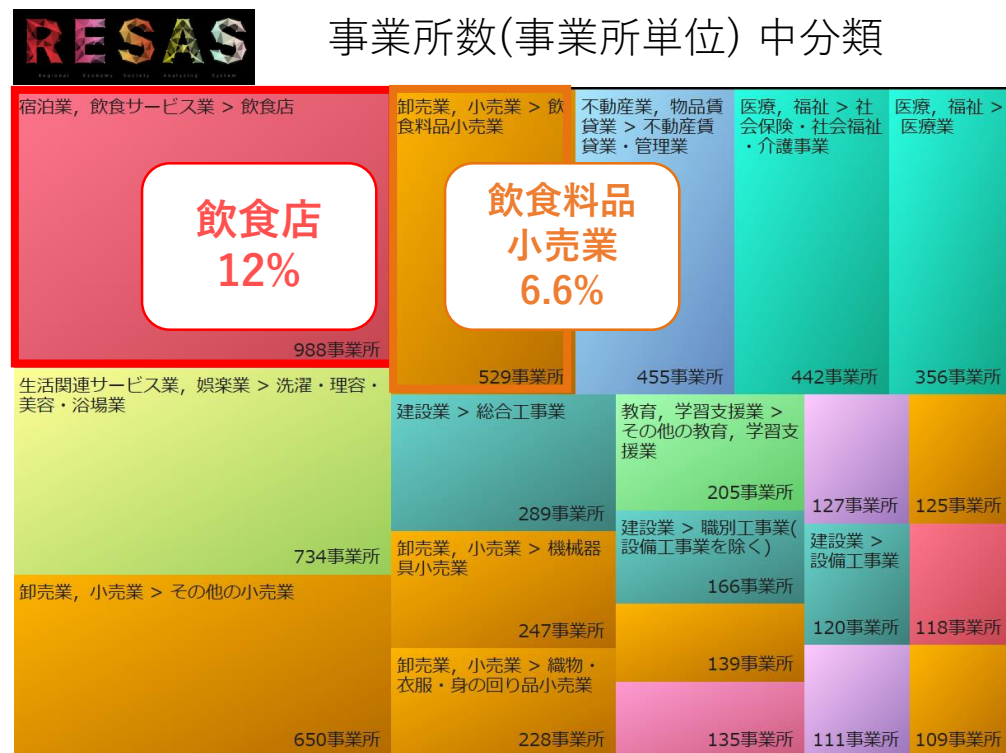 RESAS
Regional Economy Society Analyzing System
事業所数(事業所単位) 中分類
宿泊業, 飲食サービス業 > 飲食店
飲食店
12%
988事業所
卸売業, 小売業 > 飲
食料品小売業
飲食料品
小売業
6.6%
529事業所
不動産業, 物品賃
貸業 > 不動産賃
貸業・管理業
455事業所
医療, 福祉 > 社
会保険・社会福祉
・介護事業
442事業所
医療, 福祉 >
医療業
356事業所
生活関連サービス業, 娯楽業 > 洗濯・理容・
美容・浴場業
734事業所
卸売業, 小売業 > その他の小売業
650事業所
建設業 > 総合工事業
289事業所
卸売業, 小売業 > 機械器
具小売業
247事業所
卸売業, 小売業 > 織物・
衣服・身の回り品小売業
228事業所
教育, 学習支援業 >
その他の教育, 学習支
援業
205事業所
建設業 > 職別工事業(
設備工事業を除く)
166事業所
139事業所
135事業所
127事業所
125事業所
建設業 >
設備工事業
120事業所
118事業所
111事業所
109事業所